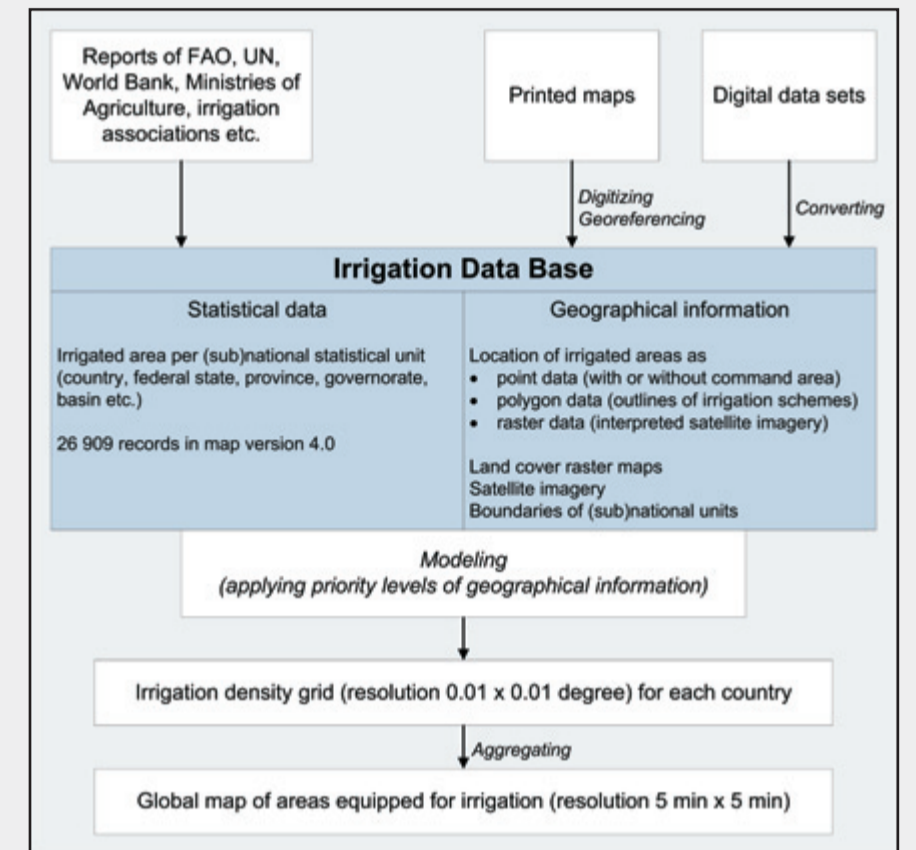 Reports of FAO, UN,
World Bank, Ministries of
Agriculture, irrigation
associations etc.
Printed maps
Digital data sets
Digitizing
Georeferencing
Converting
Irrigation Data Base
Statistical data
Irrigated area per (sub)national statistical unit
(country, federal state, province, governorate,
basin etc.)
26 909 records in map version 4.0
Geographical information
Location of irrigated areas as
• point data (with or without command area)
• polygon data (outlines of irrigation schemes)
• raster data (interpreted satellite imagery)
Land cover raster maps
Satellite imagery
Boundaries of (sub)national units
Modeling
(applying priority levels of geographical information)
Irrigation density grid (resolution 0.01 x 0.01 degree) for each country
Aggregating
Global map of areas equipped for irrigation (resolution 5 min x 5 min)